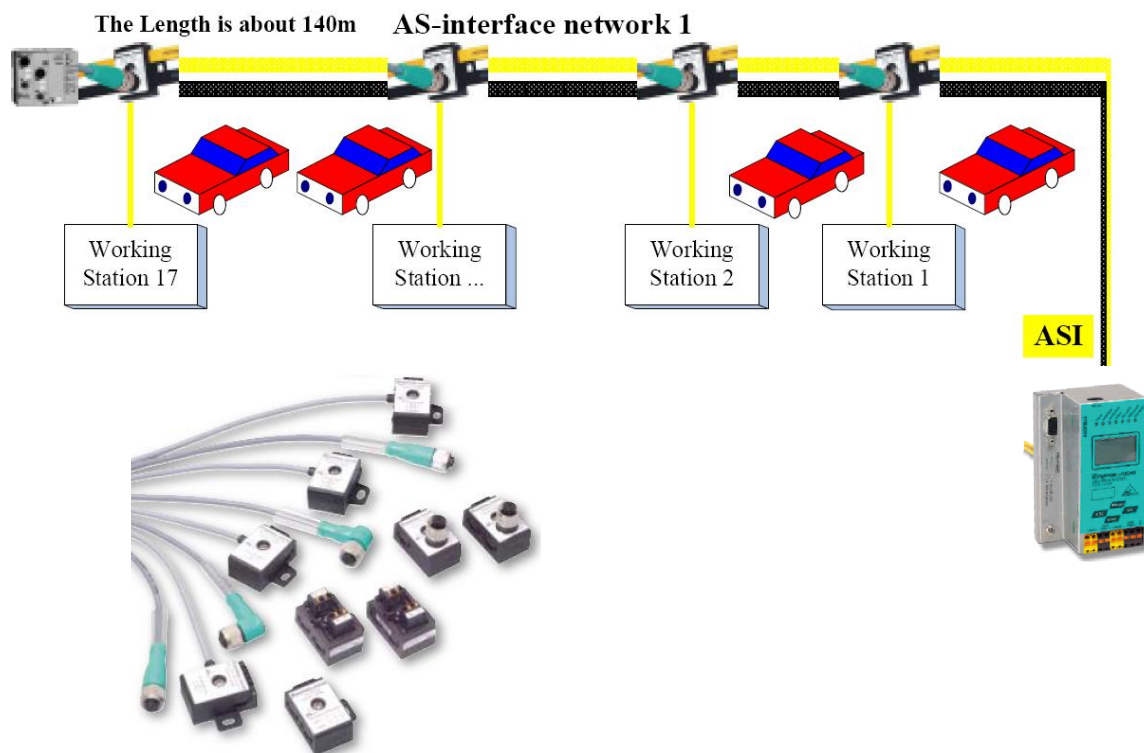 The Length is about 140m
AS-interface network 1
Working
Station 17
Working
Station ...
Working
Station 2
Working
Station 1
ASI